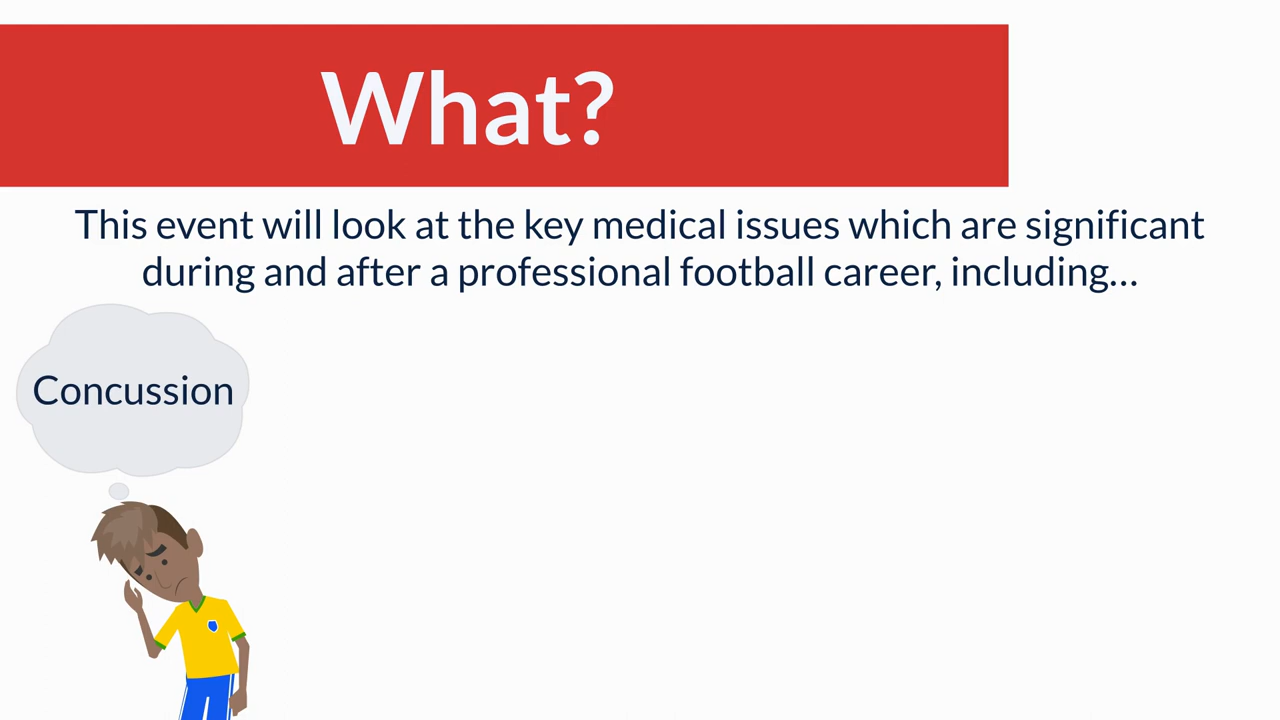 What?
This event will look at the key medical issues which are significant
during and after a professional football career, including...
Concussion